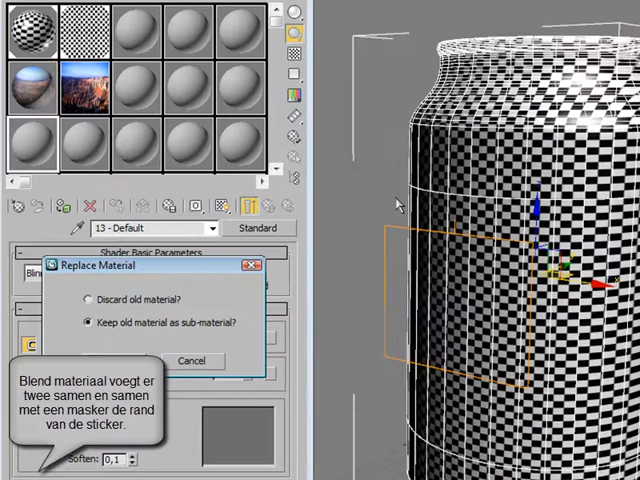 13 - Default
Standard
Shader Basic Parameters
Blinn
Replace Material
Discard old material?
Keep old material as sub-material?
Cancel
Blend materiaal voegt er
twee samen en samen
met een masker de rand
van de sticker.
Soften: 0,1